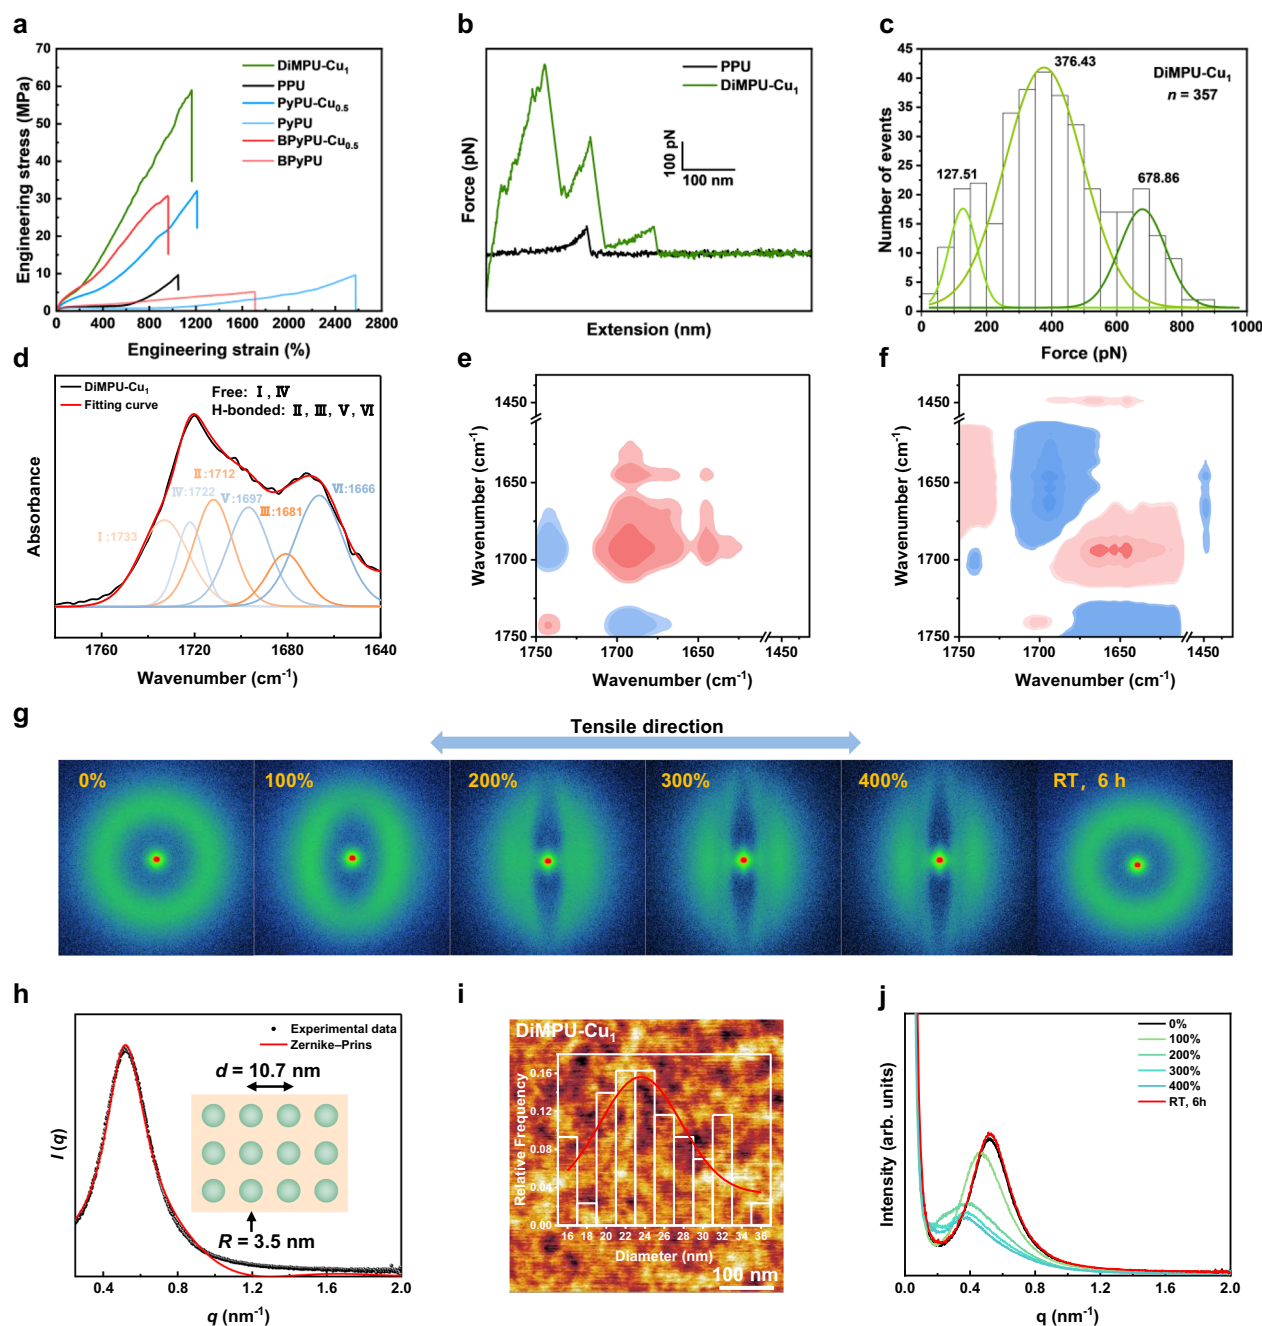 a
70
60
50
40
30
20
10
0
Engineering stress (MPa)
DiMPU-Cu1
PPU
PyPU-Cu0.5
PyPU
BPyPU-Cu0.5
BPyPU
0 400 800 1200 1600 2000 2400 2800
Engineering strain (%)
b
Force (pN)
PPU
DiMPU-Cu1
100 pN
100 nm
Extension (nm)
c
45
40
35
30
25
20
15
10
5
0
Number of events
376.43
127.51
678.86
DiMPU-Cu1
n = 357
0 200 400 600 800 1000
Force (pN)
d
Absorbance
DiMPU-Cu1
Fitting curve
Free: Ⅰ, Ⅳ
H-bonded: Ⅱ, Ⅲ, Ⅴ, Ⅵ
Ⅱ:1712
Ⅳ:1722
Ⅴ:1697
Ⅵ:1666
Ⅲ:1681
Ⅰ:1733
1760 1720 1680 1640
Wavenumber (cm-1)
e
1450
1650
1700
1750
Wavenumber (cm-1)
1750 1700 1650 1450
Wavenumber (cm-1)
f
1450
1650
1700
1750
Wavenumber (cm-1)
1750 1700 1650 1450
Wavenumber (cm-1)
g
Tensile direction
0%
100%
200%
300%
400%
RT, 6 h
h
I (q)
Experimental data
Zernike–Prins
d = 10.7 nm
R = 3.5 nm
0.4 0.8 1.2 1.6 2.0
q (nm-1)
i
DiMPU-Cu1
0.16
0.12
0.08
0.04
0.00
Relative Frequency
16 18 20 22 24 26 28 30 32 34 36
Diameter (nm)
100 nm
j
Intensity (arb. units)
0%
100%
200%
300%
400%
RT, 6h
0.0 0.4 0.8 1.2 1.6 2.0
q (nm-1)